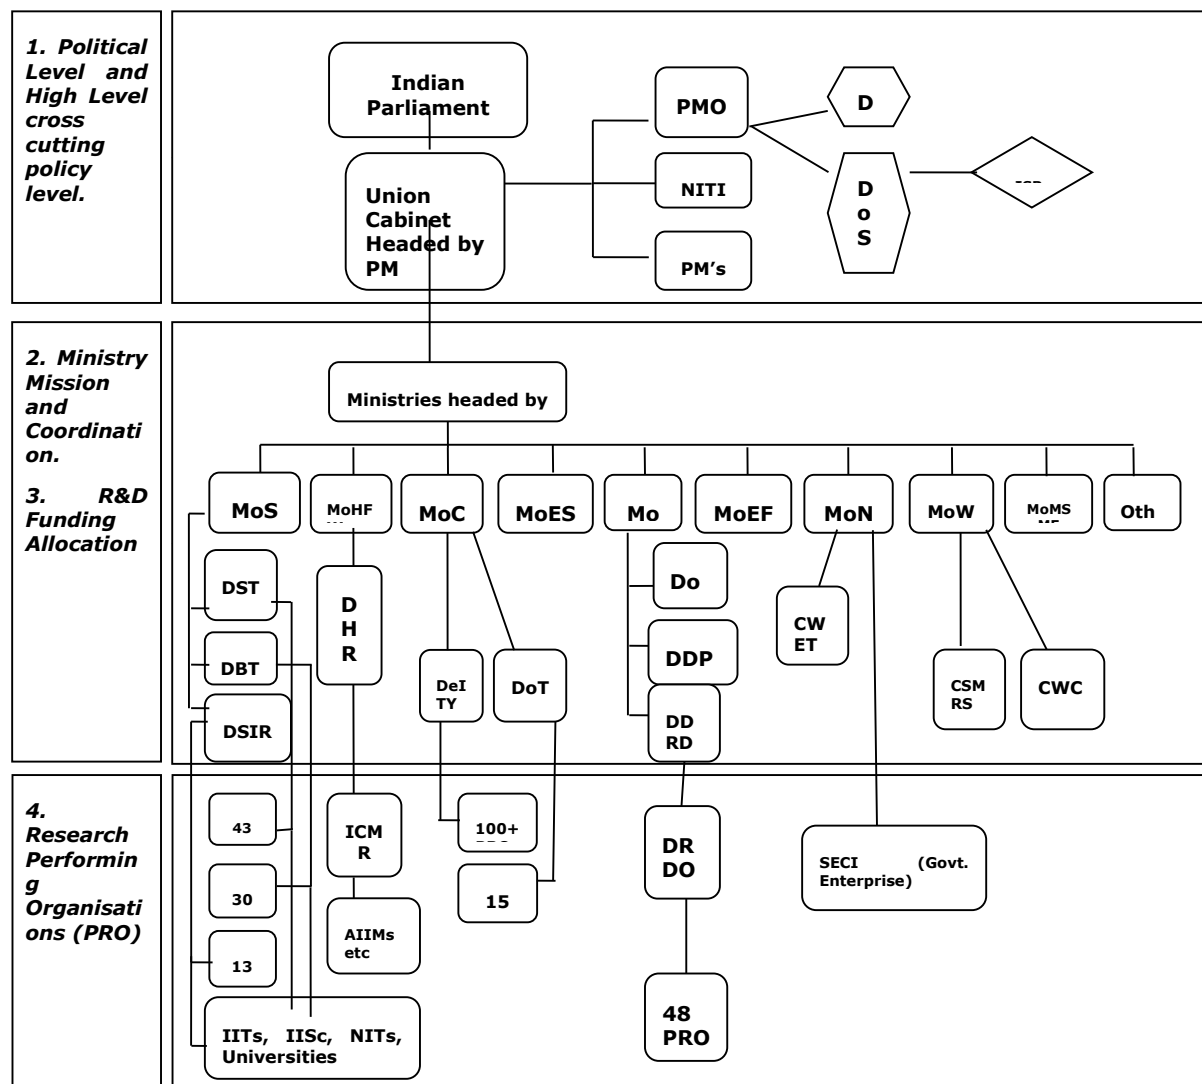 1. Political
Level and
High Level
cross
cutting
policy
level.
Indian
Parliament
Union
Cabinet
Headed by
PM
PMO
NITI
PM's
D
D
o
S
2. Ministry
Mission
and
Coordinati
on.
3. R&D
Funding
Allocation
Ministries headed by
MoS
MoHF
MoC
MoES
Mo
MoEF
MoN
MoW
MoMS
Oth
DST
DBT
DSIR
D
H
R
DeI
TY
DoT
Do
DDP
DD
RD
CW
ET
CSM
RS
CWC
4.
Research
Performin
g
Organisati
ons (PRO)
43
30
13
IITs, IISc, NITs,
Universities
ICM
R
AIIMs
etc
100+
15
DR
DO
48
PRO
SECI (Govt.
Enterprise)